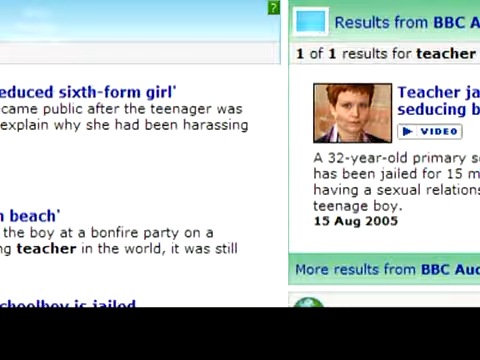 ?
educed sixth-form girl'
came public after the teenager was
explain why she had been harassing
n beach'
the boy at a bonfire party on a
ng teacher in the world, it was still
choolboy is jailed
Results from BBC A
1 of 1 results for teacher
Teacher ja
seducing b
VIDEO
A 32-year-old primary s
has been jailed for 15 m
having a sexual relations
teenage boy.
15 Aug 2005
More results from BBC Aud